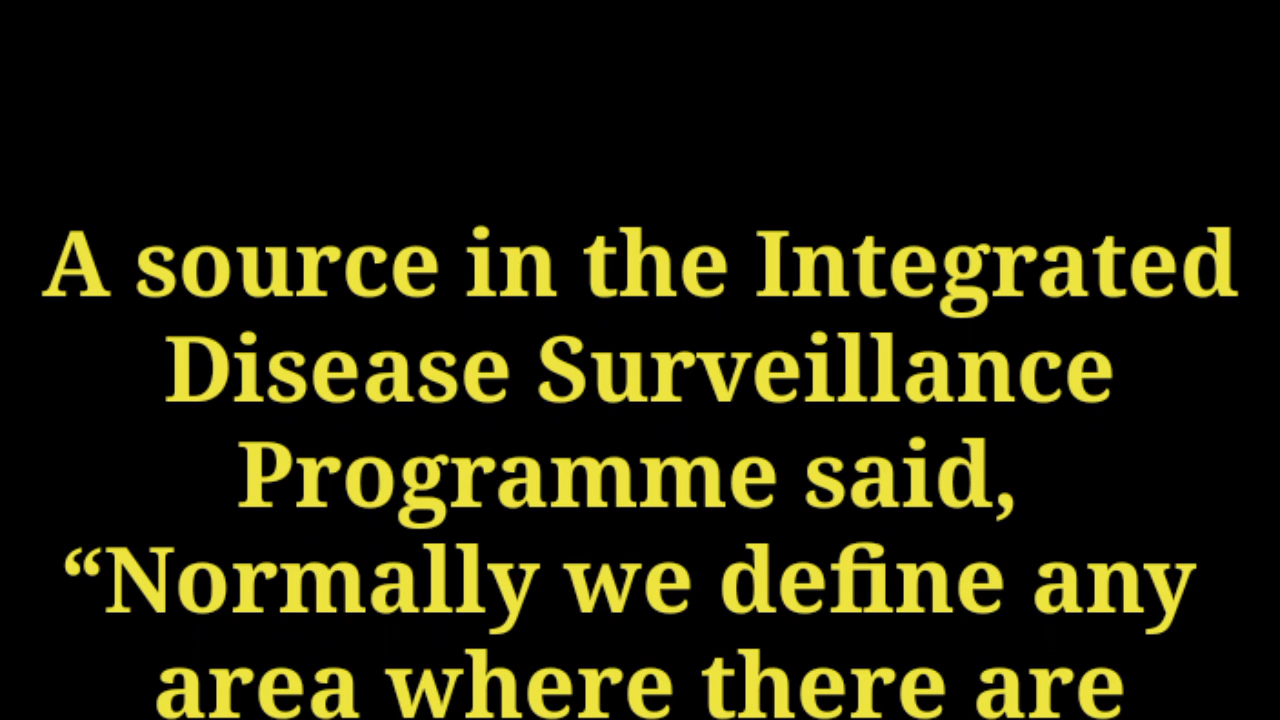 A source in the Integrated
Disease Surveillance
Programme said,
“Normally we define any
area where there are